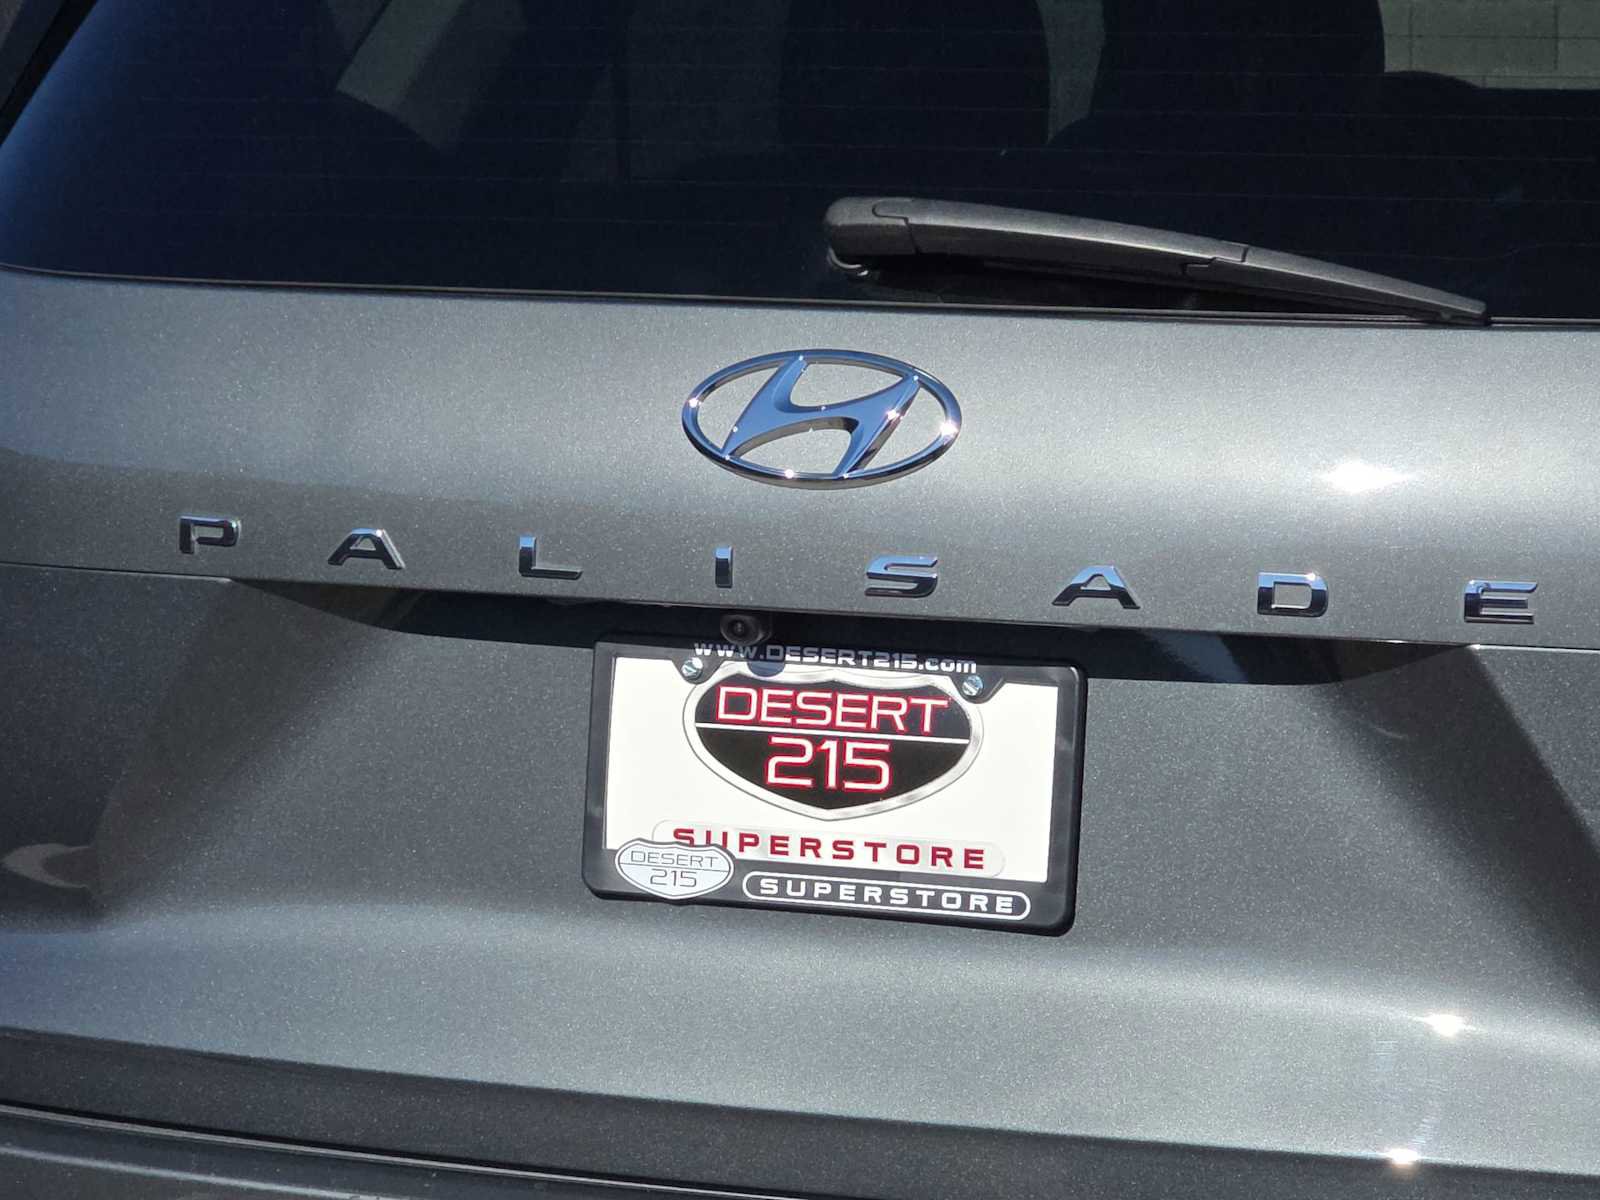 PALISADE
www.DESERT215.com
DESERT
215
SUPERSTORE
DESERT
215
SUPERSTORE